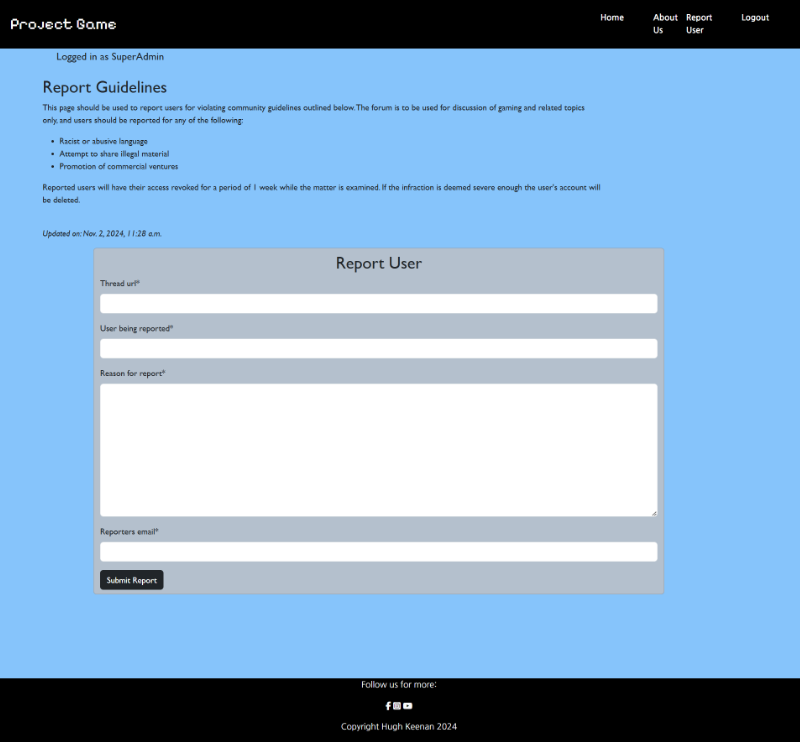 Project Game
Home
About
Us
Report
User
Logout
Logged in as SuperAdmin
Report Guidelines
This page should be used to report users for violating community guidelines outlined below. The forum is to be used for discussion of gaming and related topics
only, and users should be reported for any of the following:
Racist or abusive language
Attempt to share illegal material
Promotion of commercial ventures
Reported users will have their access revoked for a period of 1 week while the matter is examined. If the infraction is deemed severe enough the user's account will
be deleted.
Updated on: Nov. 2, 2024, 11:28 a.m.
Report User
Thread url*
User being reported*
Reason for report*
Reporters email*
Submit Report
Follow us for more:
Copyright Hugh Keenan 2024